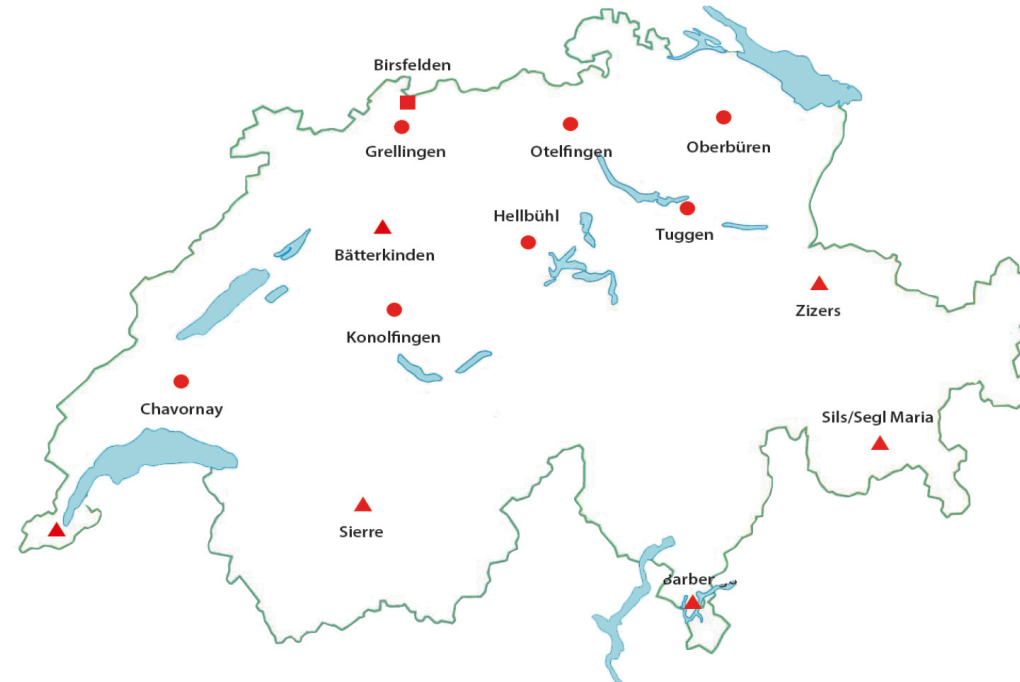 Birsfelden
Grellingen
Otelfingen
Oberbüren
Hellbühl
Tuggen
Bätterkinden
Zizers
Konolfingen
Chavornay
Sils/Segl Maria
Sierre